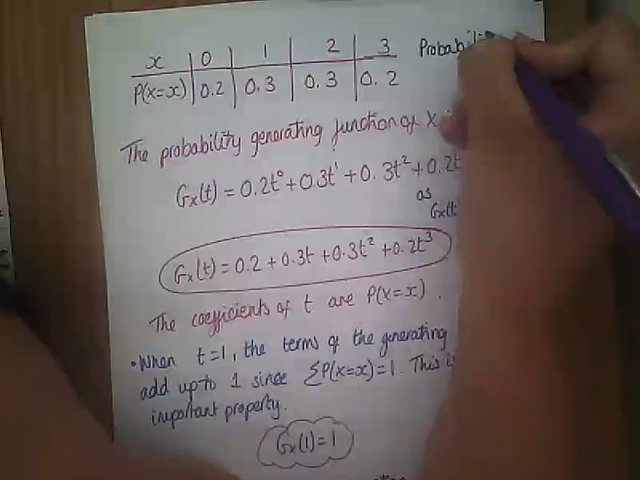 x 0 1 2 3
P(X=x) 0.2 0.3 0.3 0.2
The probability generating function of X
Gx(t) = 0.2t⁰ + 0.3t¹ + 0.3t² + 0.2t
as
Gx(t
Gx(t) = 0.2 + 0.3t + 0.3t² + 0.2t³
The coefficients of t are P(X=x).
• When t=1, the terms of the generating
add up to 1 since ΣP(X=x)=1. This is
important property.
Gx(1)=1